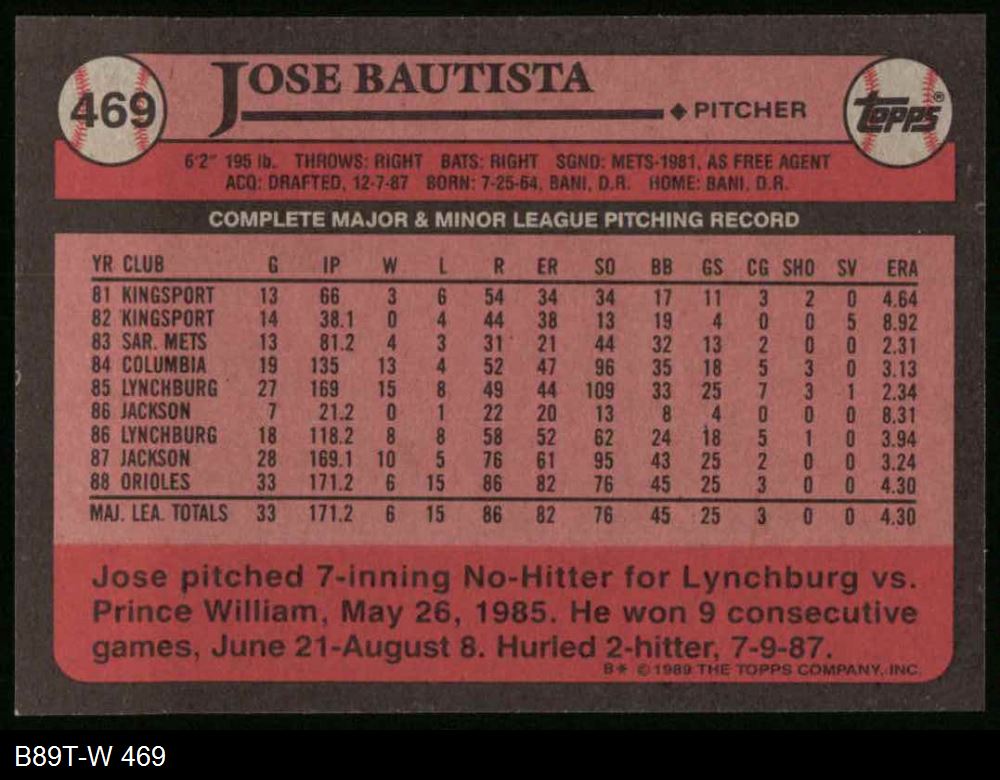 469
JOSE BAUTISTA
◆ PITCHER
TOPPS®
6'2" 195 lb. THROWS: RIGHT BATS: RIGHT SGND: METS-1981, AS FREE AGENT
ACQ: DRAFTED, 12-7-87 BORN: 7-25-64, BANI, D.R. HOME: BANI, D.R.
COMPLETE MAJOR & MINOR LEAGUE PITCHING RECORD
YR CLUB G IP W L R ER SO BB GS CG SHO SV ERA
81 KINGSPORT 13 66 3 6 54 34 34 17 11 3 2 0 4.64
82 KINGSPORT 14 38.1 0 4 44 38 13 19 4 0 0 5 8.92
83 SAR. METS 13 81.2 4 3 31 21 44 32 13 2 0 0 2.31
84 COLUMBIA 19 135 13 4 52 47 96 35 18 5 3 0 3.13
85 LYNCHBURG 27 169 15 8 49 44 109 33 25 7 3 1 2.34
86 JACKSON 7 21.2 0 1 22 20 13 8 4 0 0 0 8.31
86 LYNCHBURG 18 118.2 8 8 58 52 62 24 18 5 1 0 3.94
87 JACKSON 28 169.1 10 5 76 61 95 43 25 2 0 0 3.24
88 ORIOLES 33 171.2 6 15 86 82 76 45 25 3 0 0 4.30
MAJ. LEA. TOTALS 33 171.2 6 15 86 82 76 45 25 3 0 0 4.30
Jose pitched 7-inning No-Hitter for Lynchburg vs.
Prince William, May 26, 1985. He won 9 consecutive
games, June 21-August 8. Hurled 2-hitter, 7-9-87.
B* © 1989 THE TOPPS COMPANY, INC.
B89T-W 469